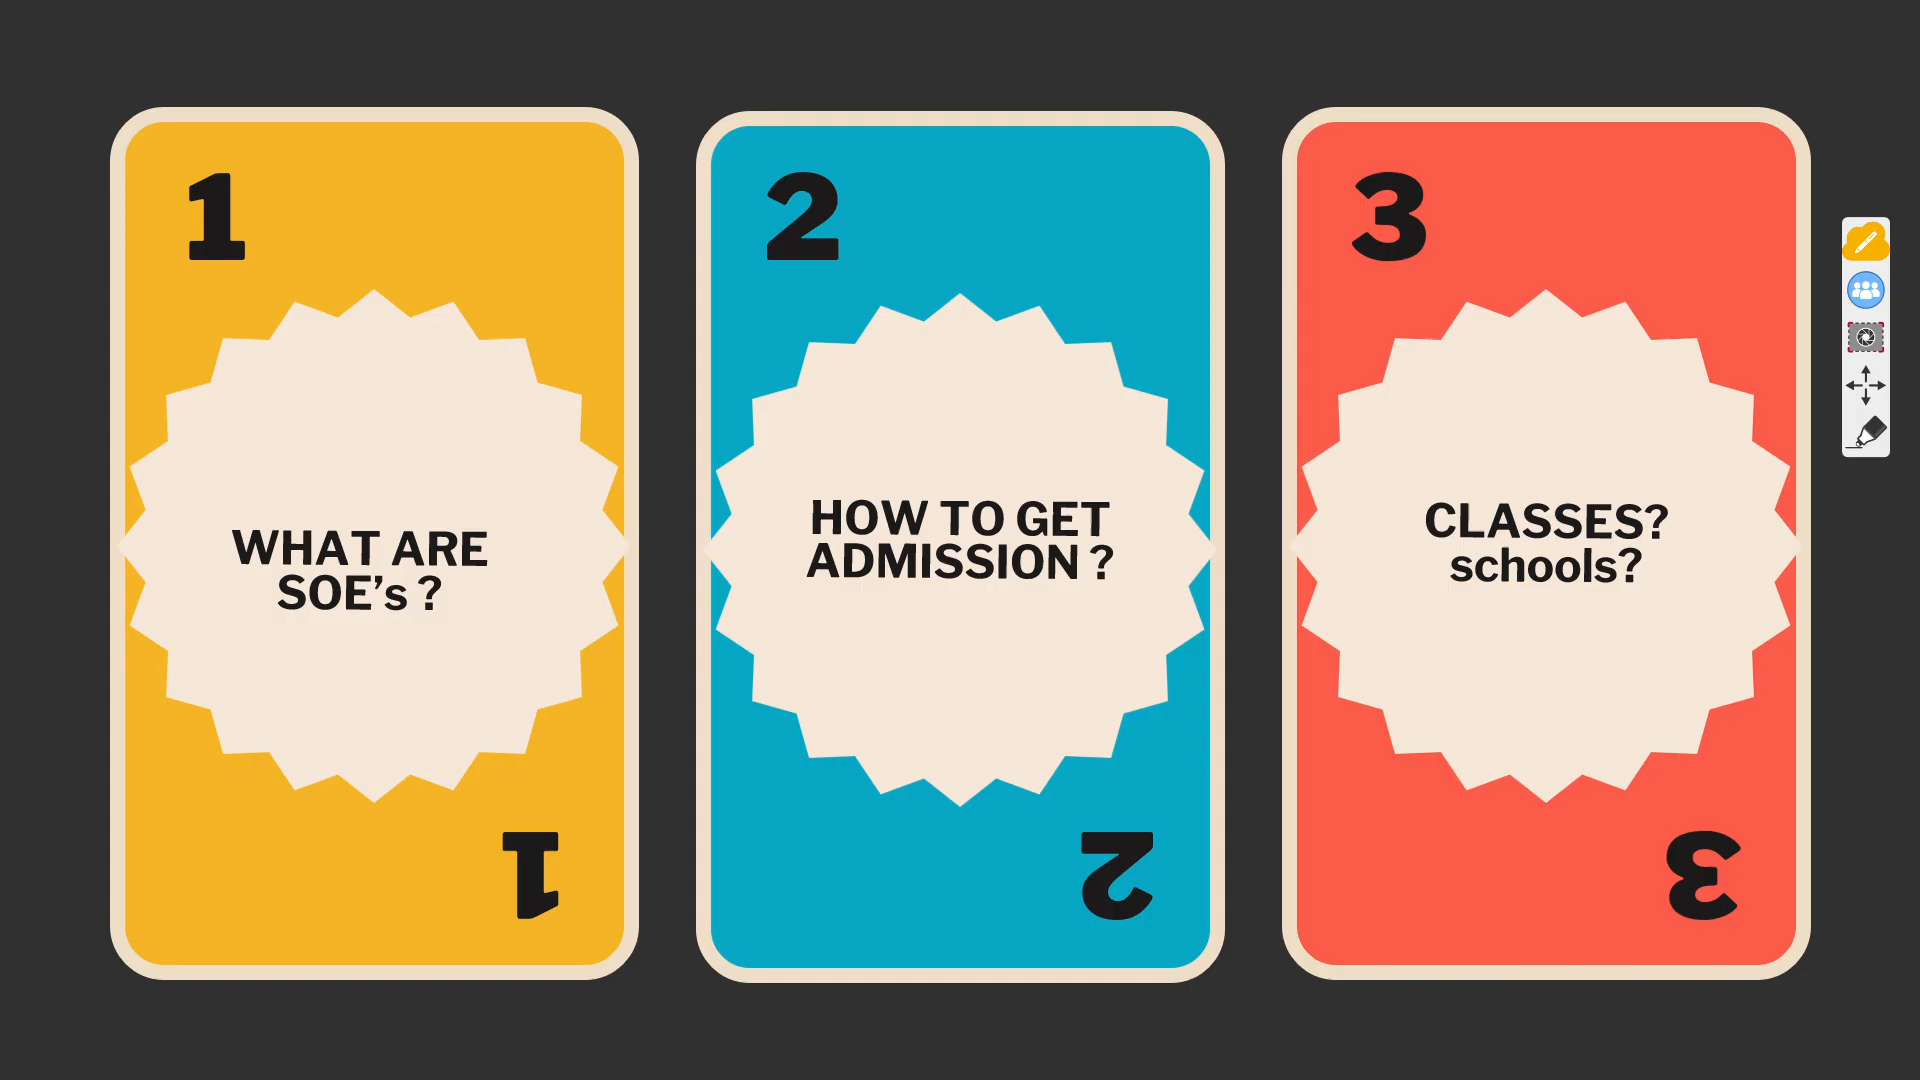 1
WHAT ARE
SOE’s ?
1
2
HOW TO GET
ADMISSION ?
2
3
CLASSES?
schools?
3